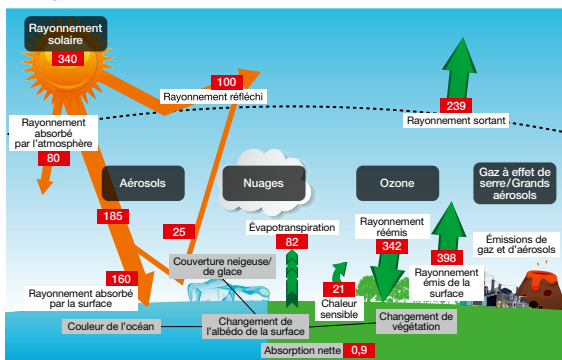 Rayonnement
solaire
340
100
Rayonnement réfléchi
239
Rayonnement sortant
Rayonnement
absorbé
par l'atmosphère
80
Aérosols
Nuages
Ozone
Gaz à effet de
serre/Grands
aérosols
185
25
Évapotranspiration
82
Rayonnement
réémis
342
398
Rayonnement
émis de la
surface
Émissions de
gaz et d'aérosols
Couverture neigeuse/
de glace
160
Rayonnement absorbé
par la surface
21
Chaleur
sensible
Couleur de l'océan
Changement de
l'albédo de la surface
Changement de
végétation
Absorption nette 0,9